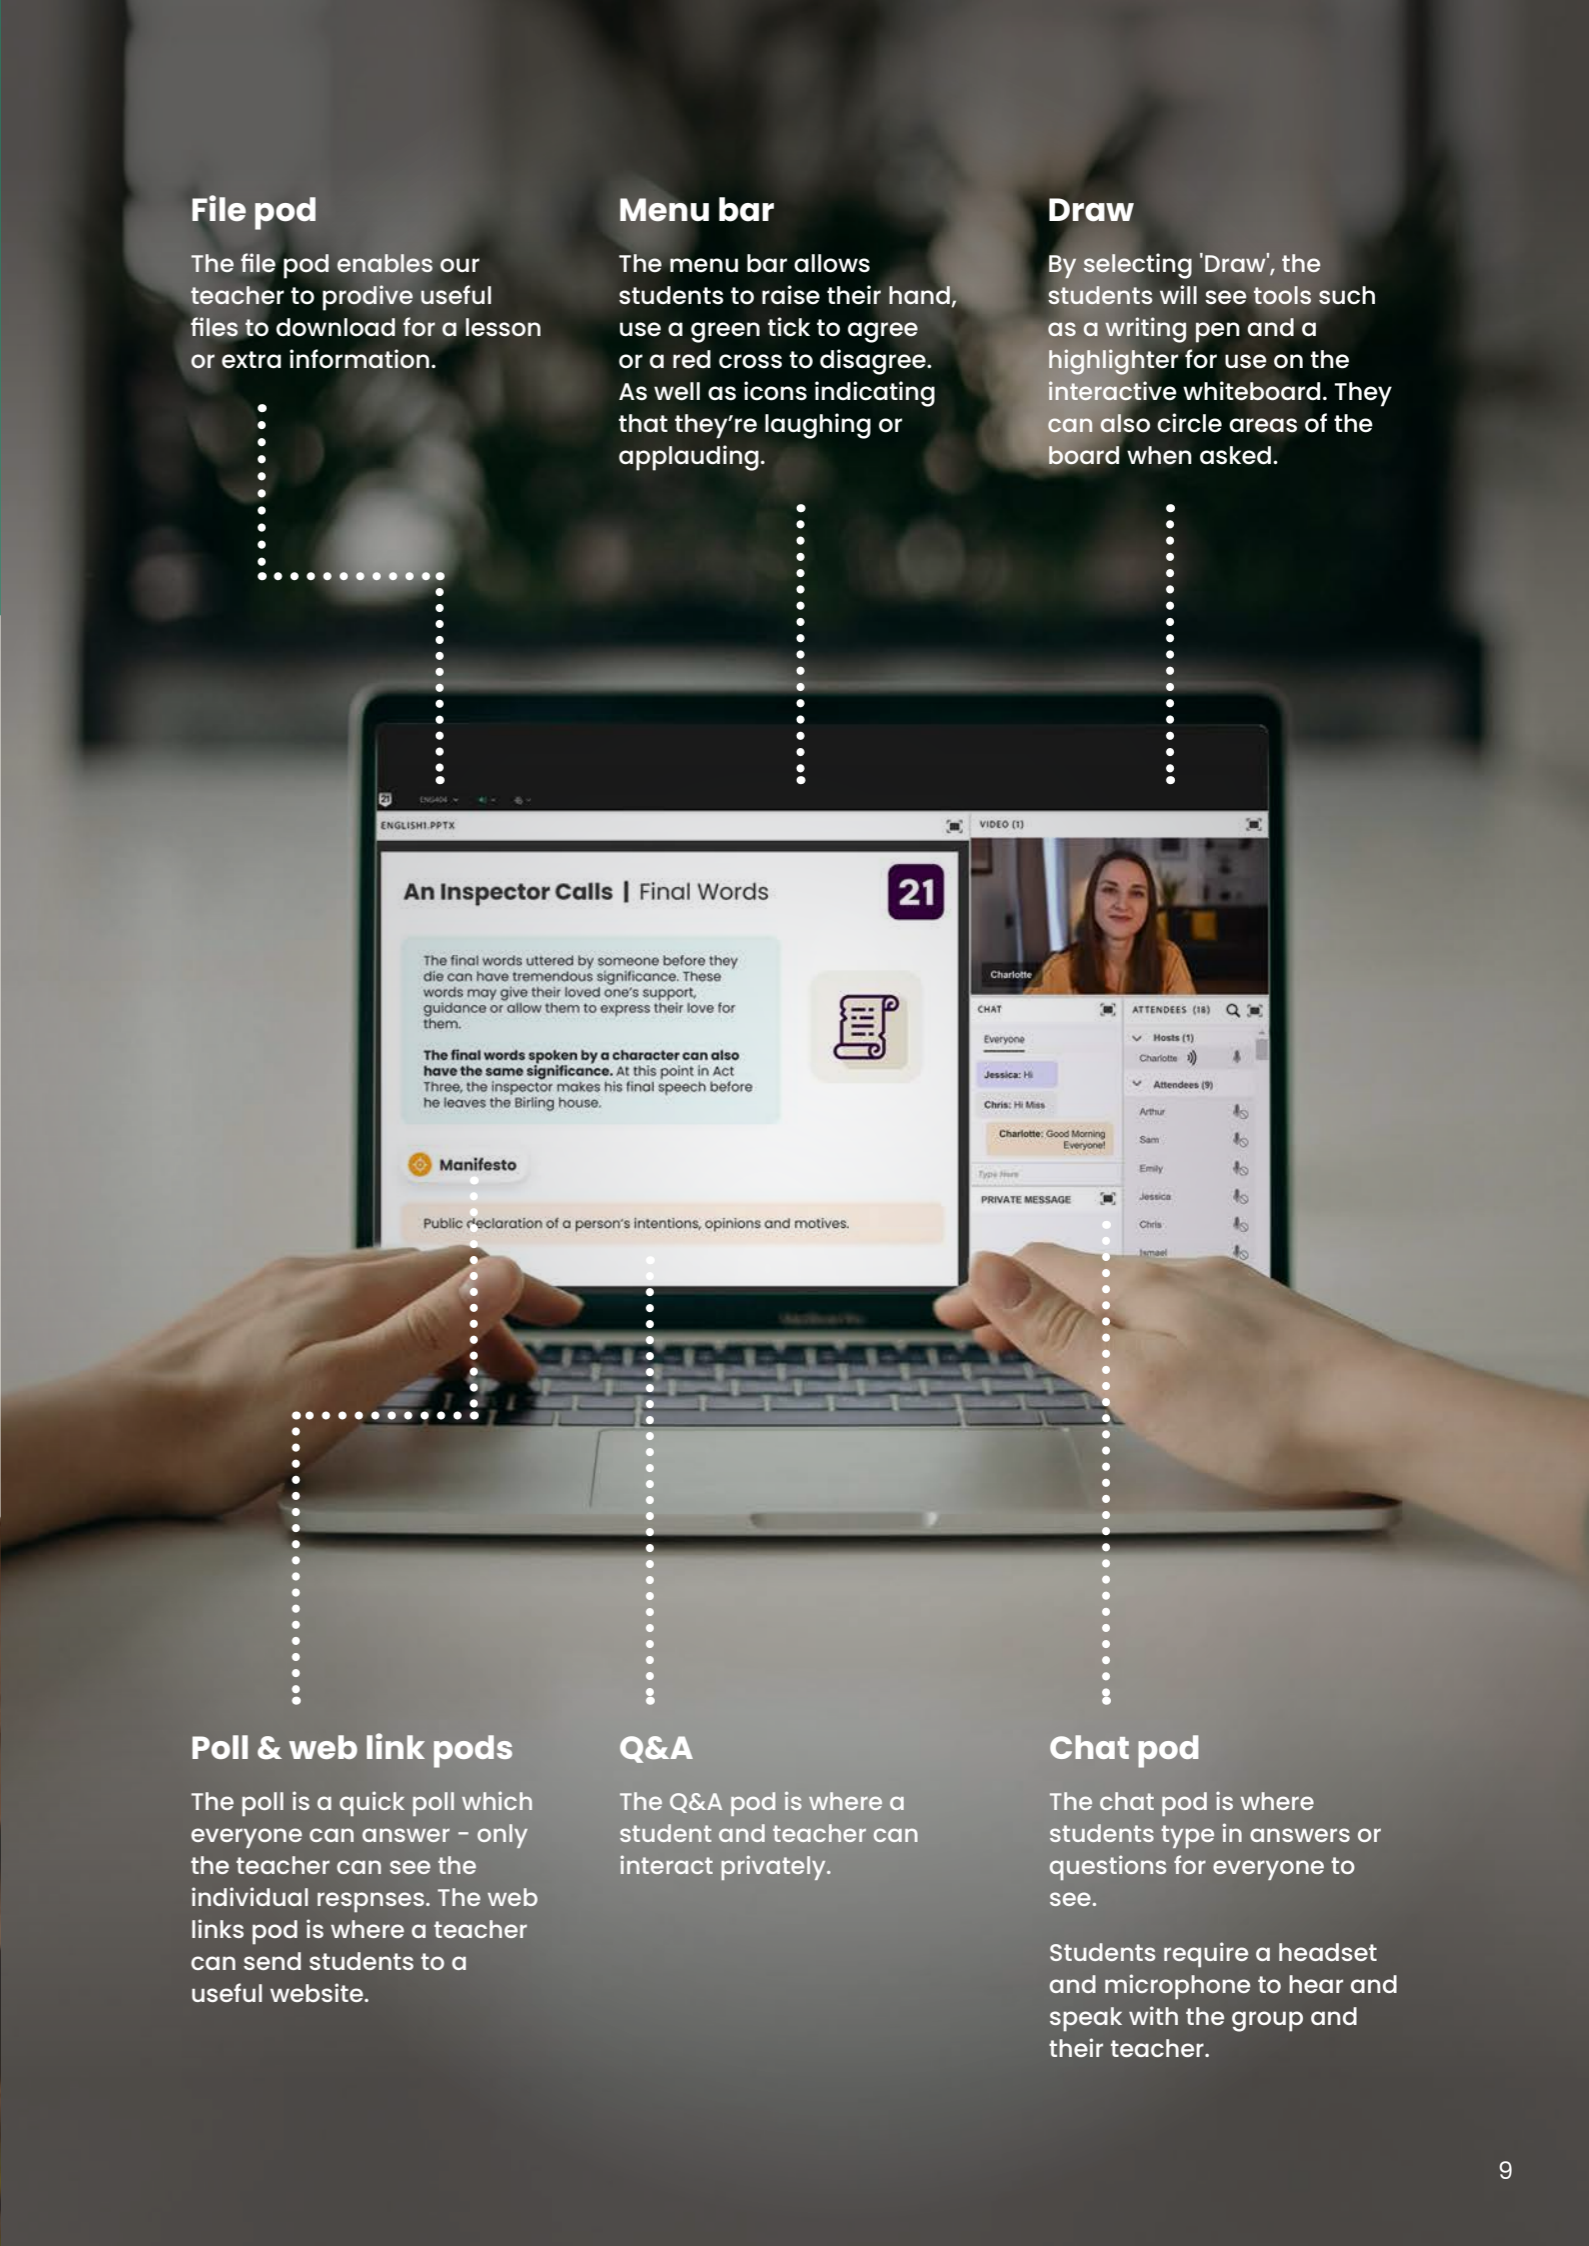 File pod
The file pod enables our
teacher to prodive useful
files to download for a lesson
or extra information.
Menu bar
The menu bar allows
students to raise their hand,
use a green tick to agree
or a red cross to disagree.
As well as icons indicating
that they're laughing or
applauding.
Draw
By selecting 'Draw', the
students will see tools such
as a writing pen and a
highlighter for use on the
interactive whiteboard. They
can also circle areas of the
board when asked.
21
ENGLISH1.PPTX
VIDEO (1)
An Inspector Calls | Final Words
21
The final words uttered by someone before they
die can have tremendous significance. These
words may give their loved one's support,
guidance or allow them to express their love for
them.
The final words spoken by a character can also
have the same significance. At this point in Act
Three, the inspector makes his final speech before
he leaves the Birling house.
Manifesto
Public declaration of a person's intentions, opinions and motives.
Charlotte
CHAT
Everyone
Jessica: Hi
Chris: Hi Miss
Charlotte: Good Morning
Everyone!
Type Here
PRIVATE MESSAGE
ATTENDEES (18)
Hosts (1)
Charlotte
Attendees (9)
Arthur
Sam
Emily
Jessica
Chris
Ismael
Poll & web link pods
The poll is a quick poll which
everyone can answer - only
the teacher can see the
individual respnses. The web
links pod is where a teacher
can send students to a
useful website.
Q&A
The Q&A pod is where a
student and teacher can
interact privately.
Chat pod
The chat pod is where
students type in answers or
questions for everyone to
see.
Students require a headset
and microphone to hear and
speak with the group and
their teacher.
9